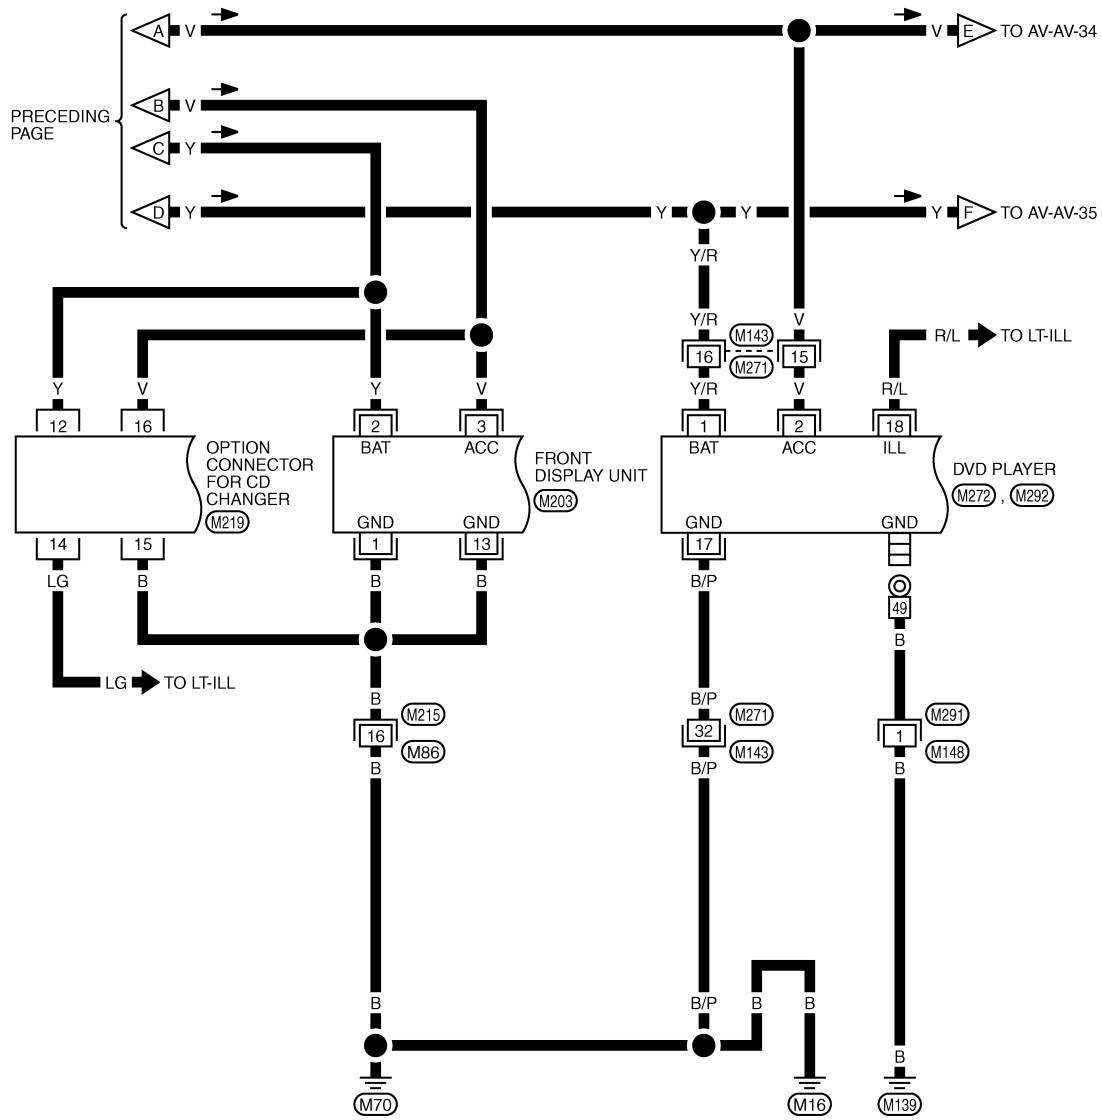 A V
V E TO AV-AV-34
B V
PRECEDING
PAGE
C Y
D Y
Y Y
Y F TO AV-AV-35
Y/R
Y/R
V
M143
16 15
M271
R/L TO LT-ILL
Y V Y V Y/R V R/L
12 16 2 3 1 2 18
BAT ACC BAT ACC ILL
OPTION
CONNECTOR
FOR CD
CHANGER
M219
FRONT
DISPLAY UNIT
M203
DVD PLAYER
M272 , M292
GND GND GND GND
14 15 1 13 17
LG B B B B/P
49
B
LG TO LT-ILL
B B/P
M215 M271 M291
16 32 1
M86 M143 M148
B B/P B
B B/P B B
B
M70 M16 M139